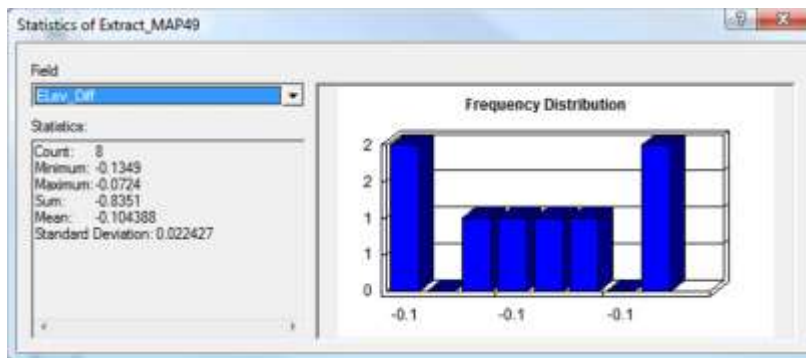 Statistics of Extract_MAP49
Field
ELev_Diff
Statistics:
Count: 8
Minimum: -0.1349
Maximum: -0.0724
Sum: -0.8351
Mean: -0.104388
Standard Deviation: 0.022427
Frequency Distribution
2
2
1
1
0
-0.1 -0.1 -0.1